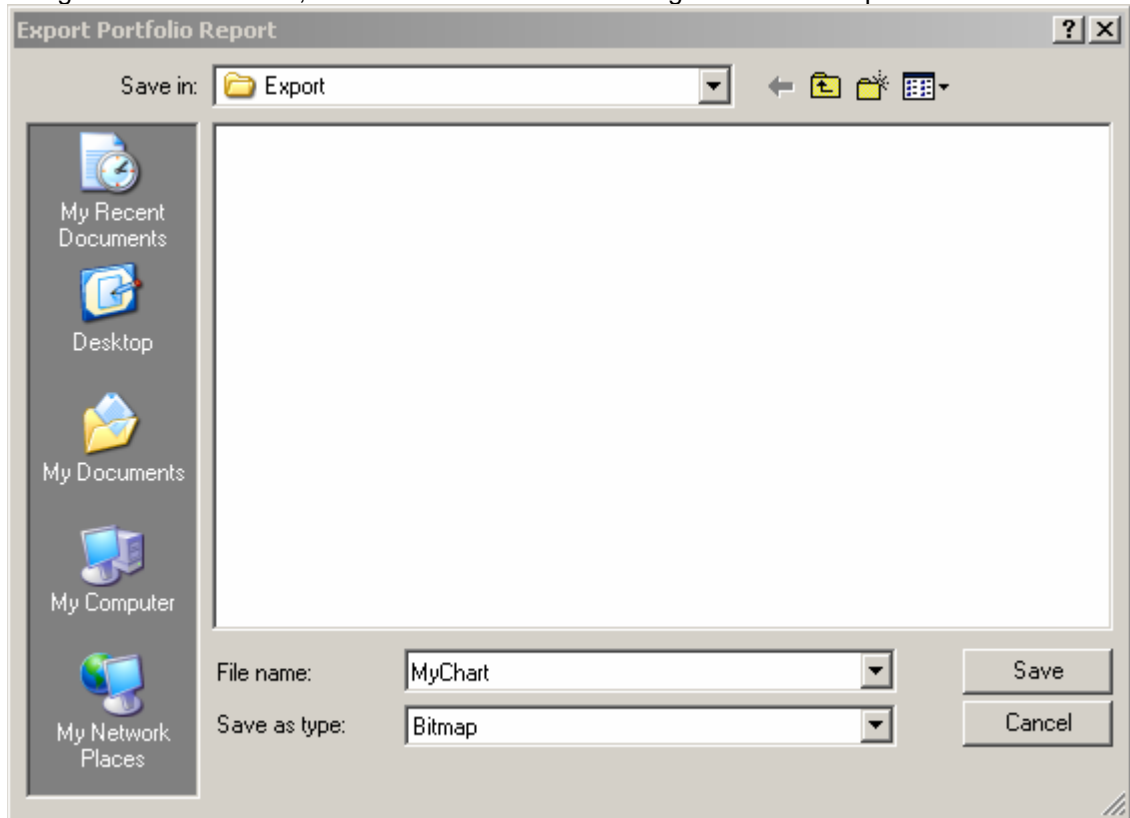 Export Portfolio Report
Save in: Export
My Recent
Documents
Desktop
My Documents
My Computer
My Network
Places
File name: MyChart Save
Save as type: Bitmap Cancel